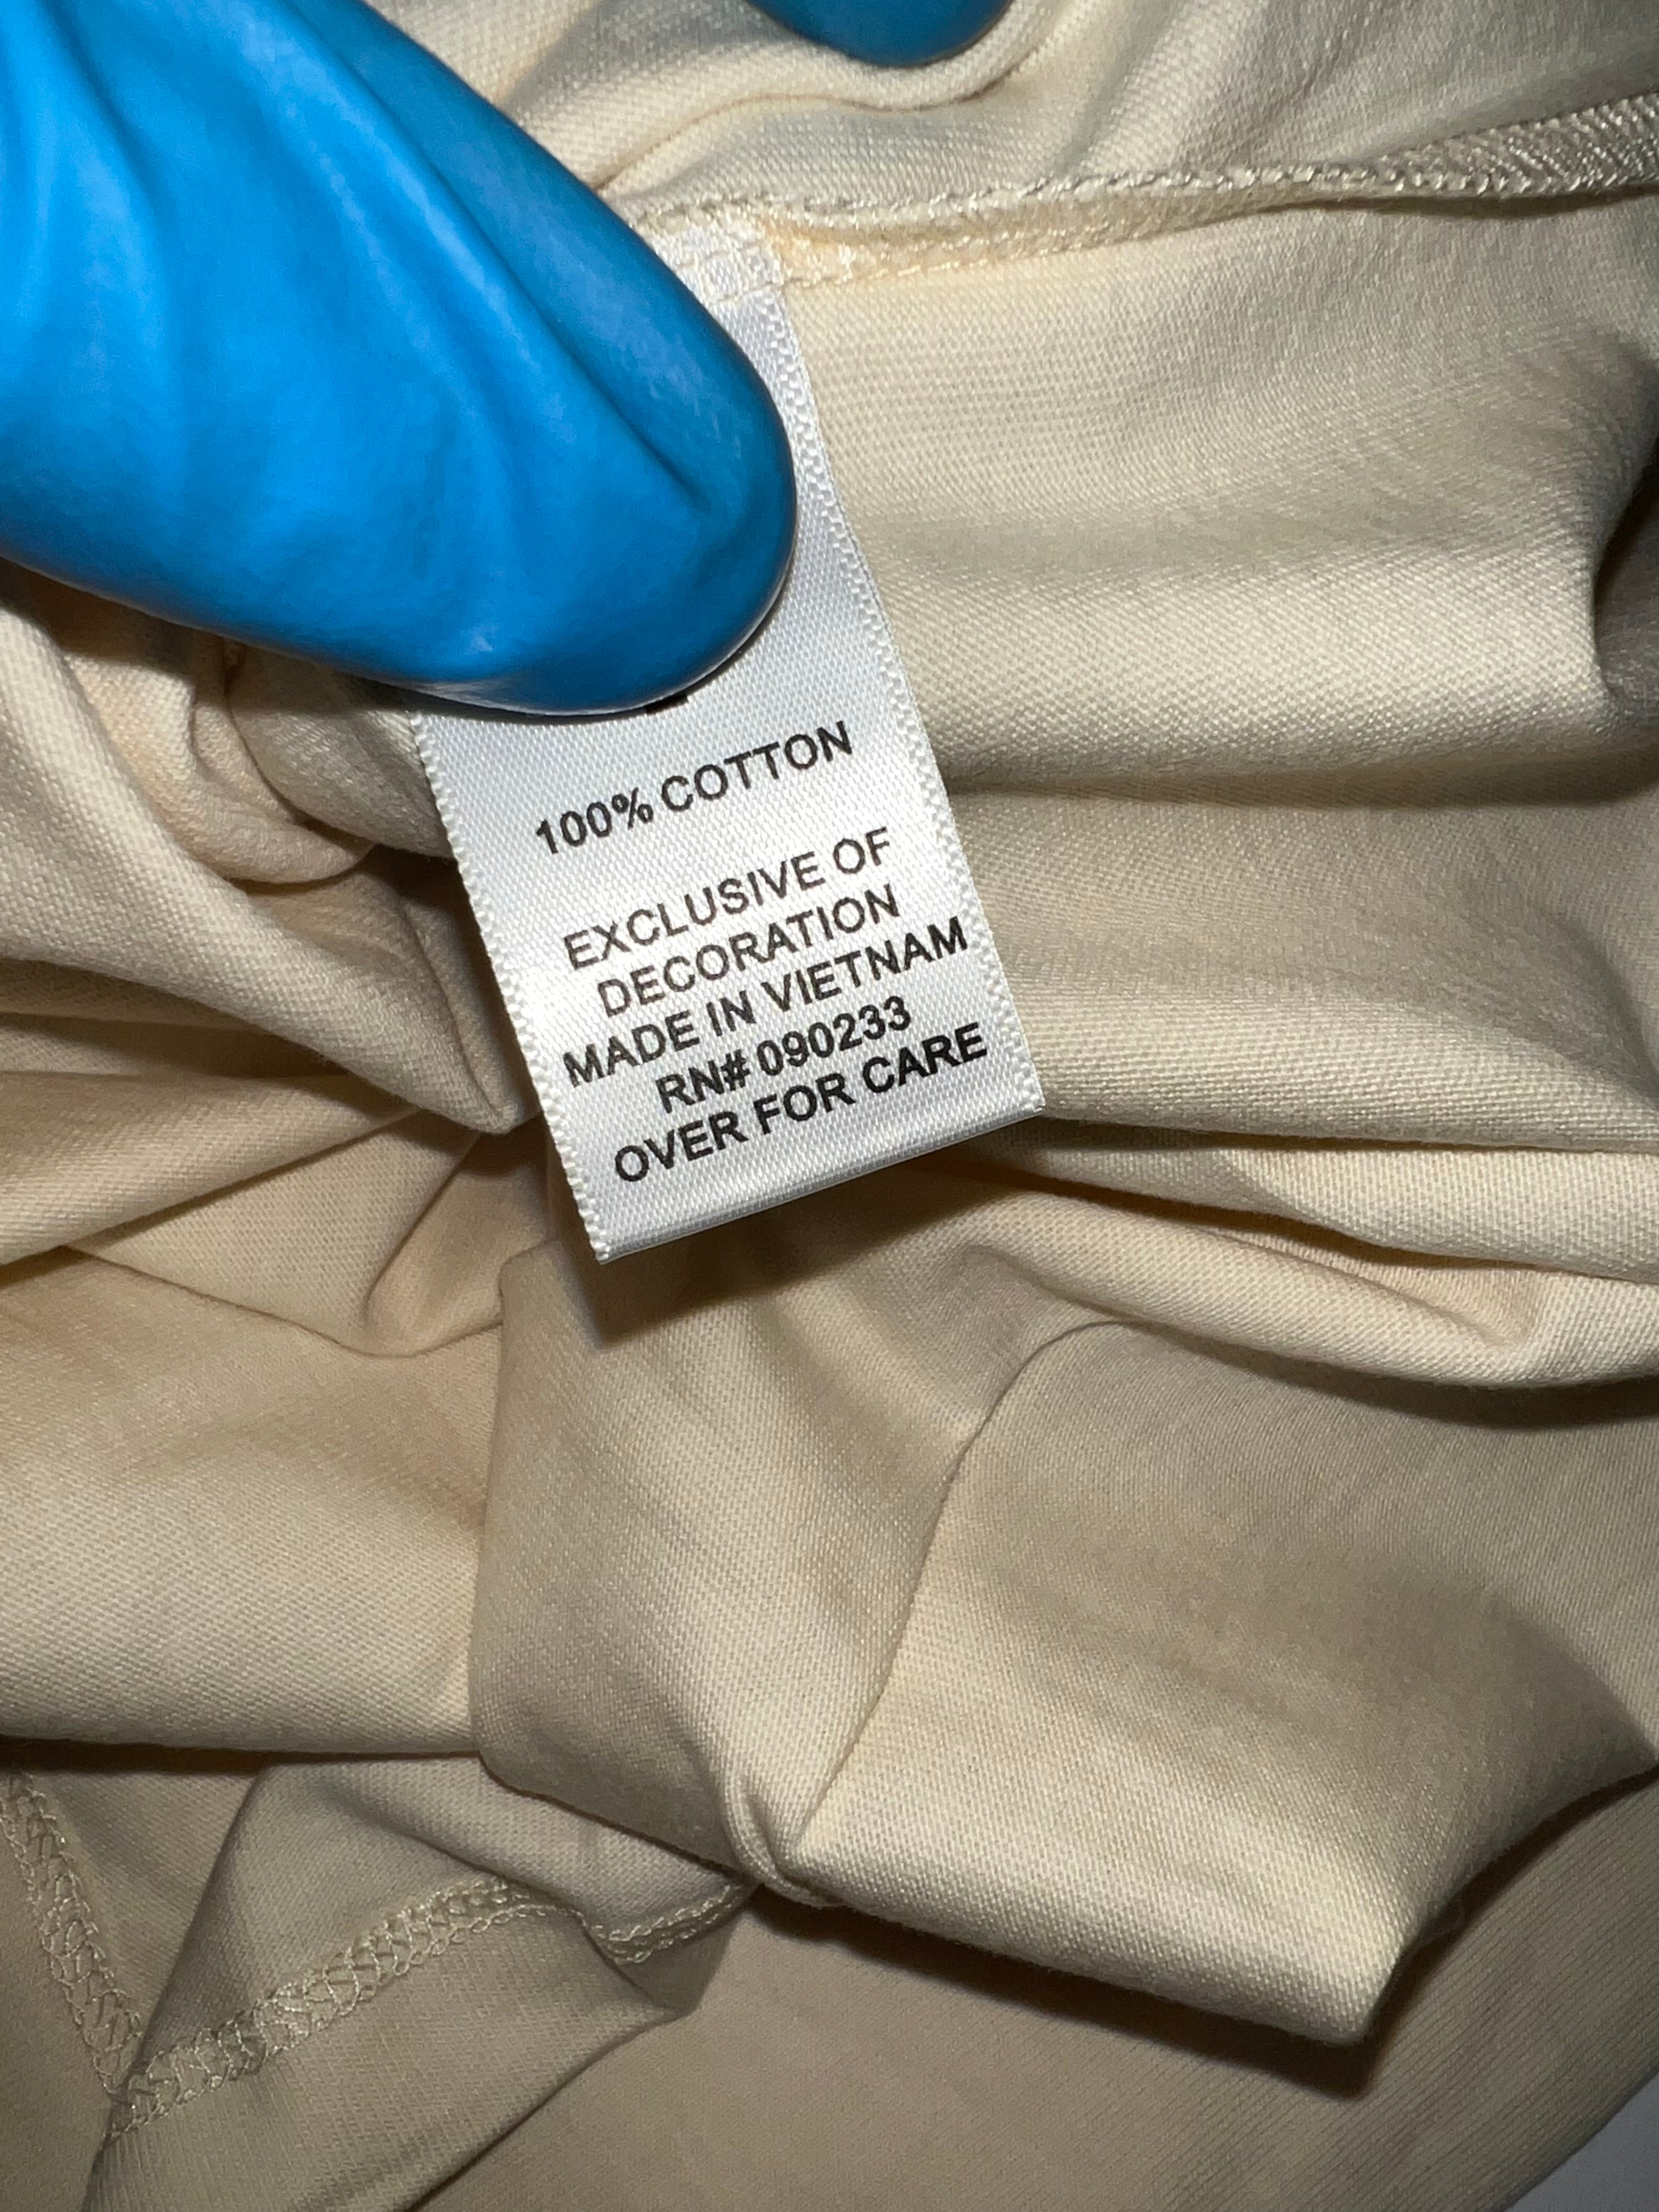 100% COTTON
EXCLUSIVE OF
DECORATION
MADE IN VIETNAM
RN# 090233
OVER FOR CARE